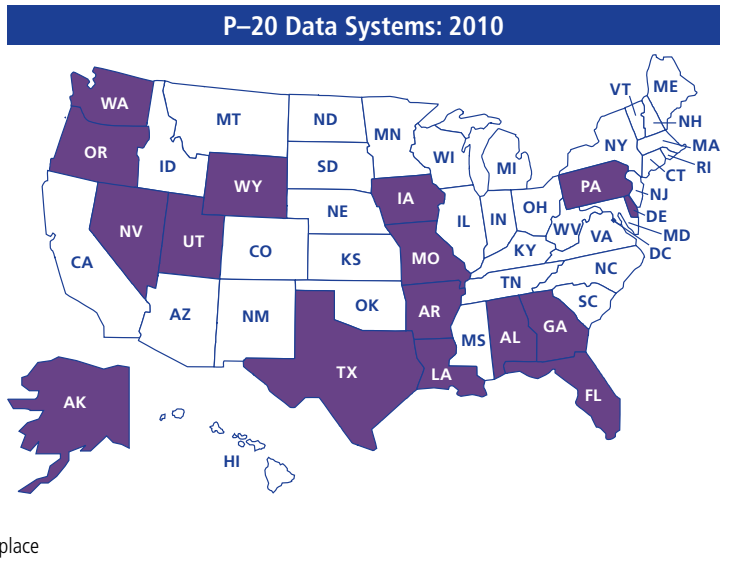 P–20 Data Systems: 2010
VT ME
WA
MT ND NH
MN
OR NY MA
ID SD WI MI RI
CT
WY PA
IA NJ
NE OH DE
NV IL IN
UT WV MD
VA
CO KY DC
CA KS MO
NC
TN
AZ NM OK AR SC
MS AL GA
TX LA
FL
AK
HI
place